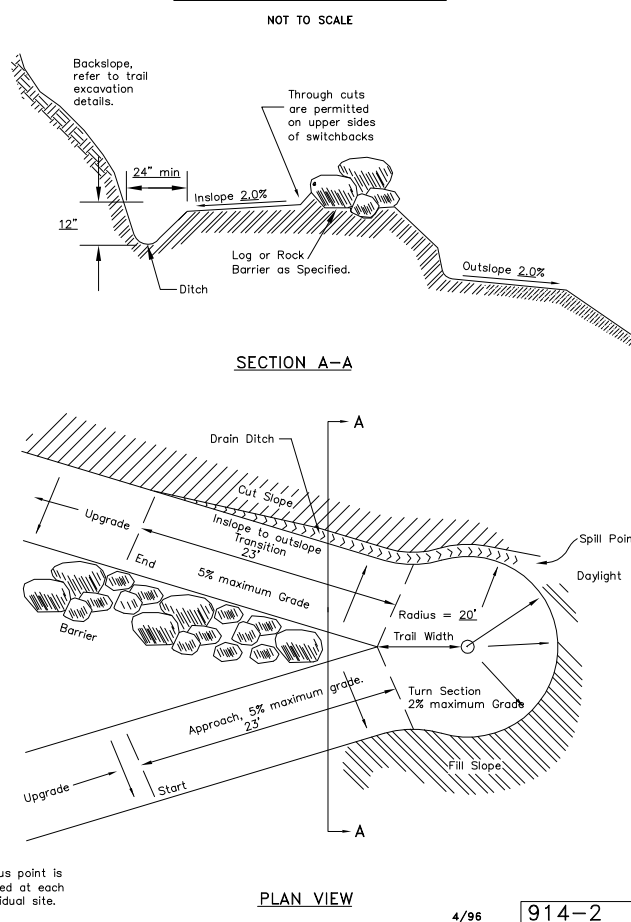 NOT TO SCALE
Backslope,
refer to trail
excavation
details.
Through cuts
are permitted
on upper sides
of switchbacks
24" min
Inslope 2.0%
12"
Log or Rock
Barrier as Specified.
Ditch
Outslope 2.0%
SECTION A-A
A
Drain Ditch
Cut Slope.
Upgrade
Inslope to outslope
Transition
23'
Spill Poin
End
5% maximum Grade
Daylight
Barrier
Radius = 20'
Trail Width
Turn Section
2% maximum Grade
Approach, 5% maximum grade.
23'
Fill Slope.
Upgrade
Start
A
us point is
ed at each
idual site.
PLAN VIEW
4/96
914-2